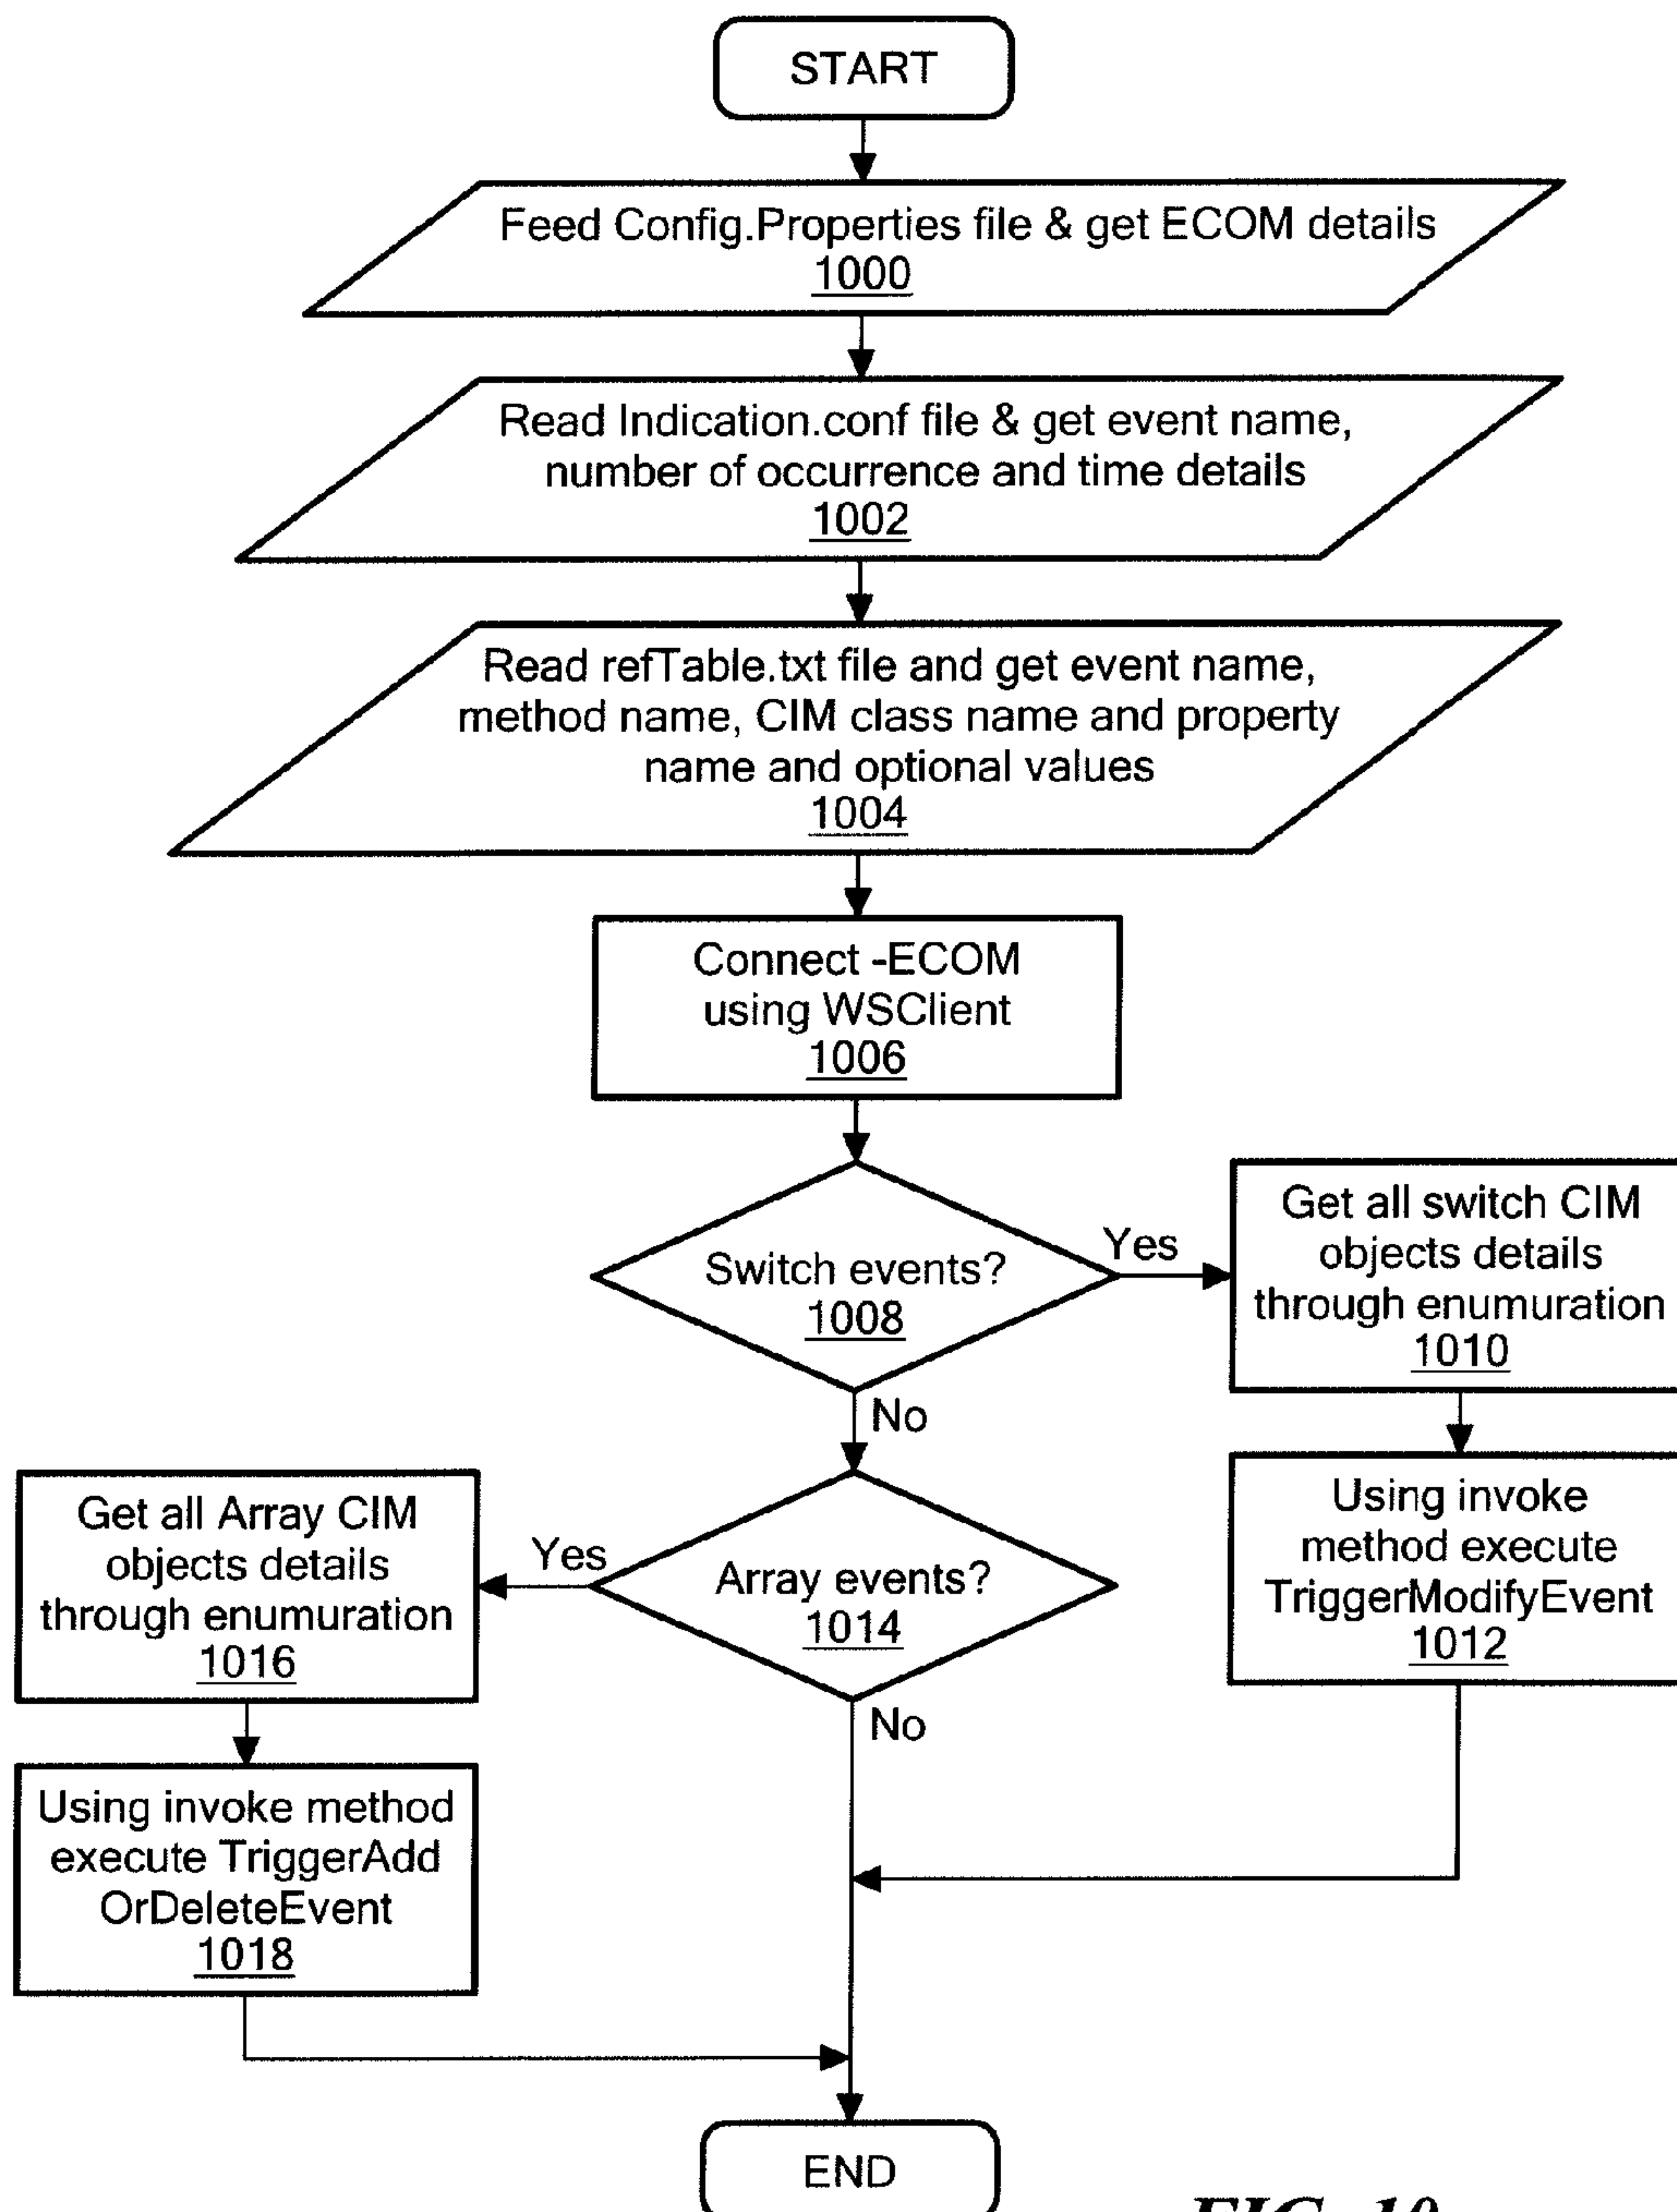 START
Feed Config.Properties file & get ECOM details
1000
Read Indication.conf file & get event name,
number of occurrence and time details
1002
Read refTable.txt file and get event name,
method name, CIM class name and property
name and optional values
1004
Connect -ECOM
using WSClient
1006
Switch events?
1008
Yes
Get all switch CIM
objects details
through enumuration
1010
No
Using invoke
method execute
TriggerModifyEvent
1012
Array events?
1014
Yes
Get all Array CIM
objects details
through enumuration
1016
No
Using invoke method
execute TriggerAdd
OrDeleteEvent
1018
END
FIG. 10